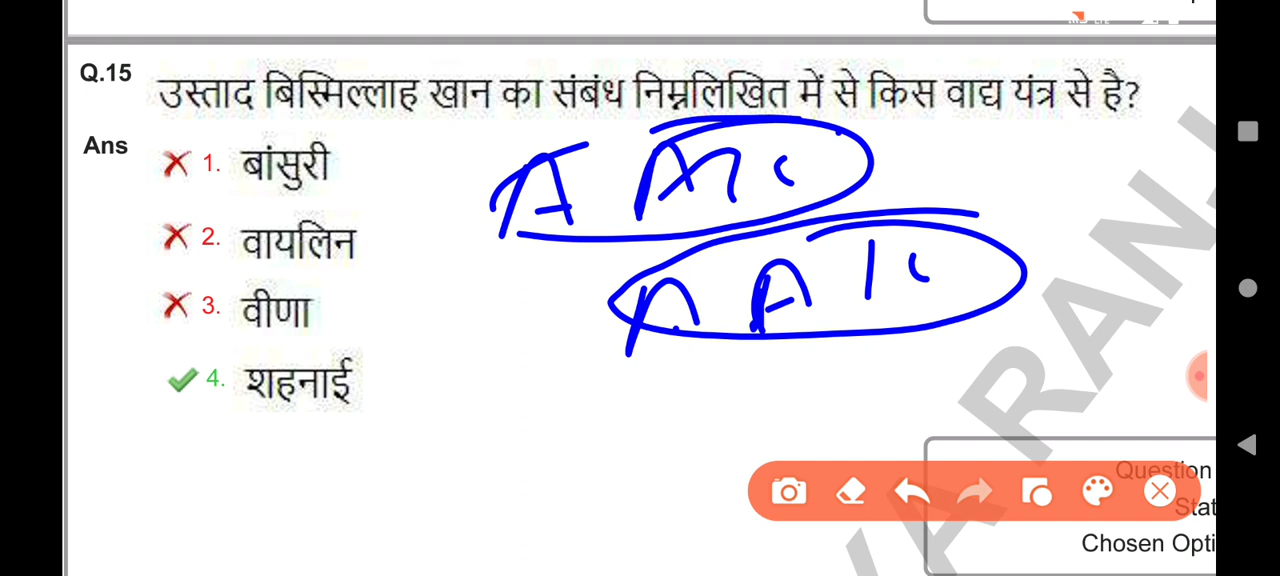 Q.15 उस्ताद बिस्मिल्लाह खान का संबंध निम्नलिखित में से किस वाद्य यंत्र से है?
Ans
1. बांसुरी
2. वायलिन
3. वीणा
4. शहनाई
Question
Stat
Chosen Opti